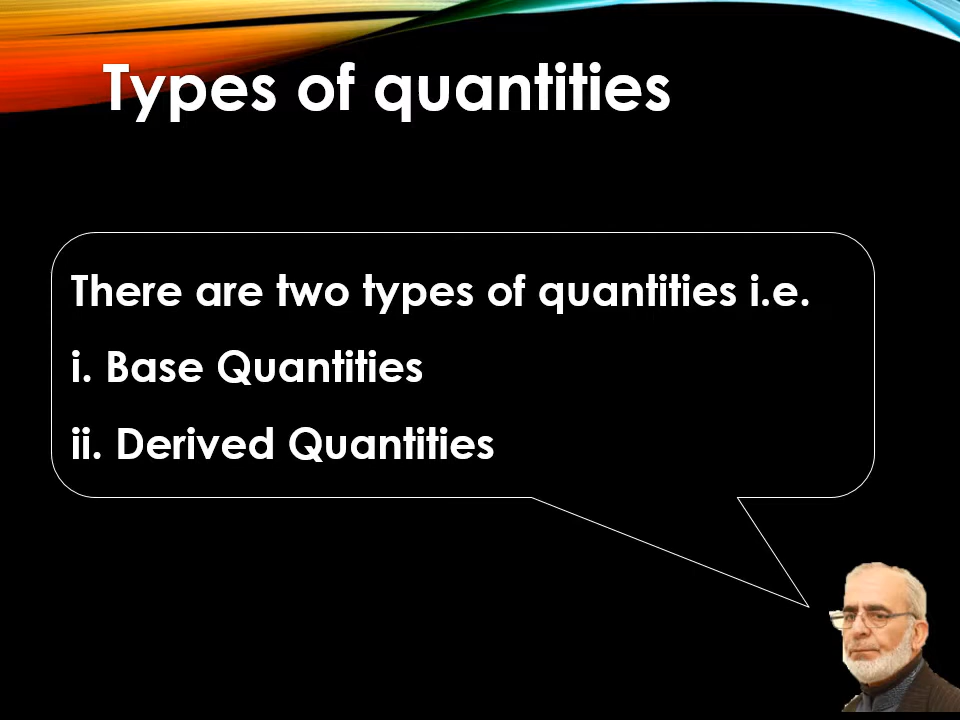 Types of quantities
There are two types of quantities i.e.
i. Base Quantities
ii. Derived Quantities